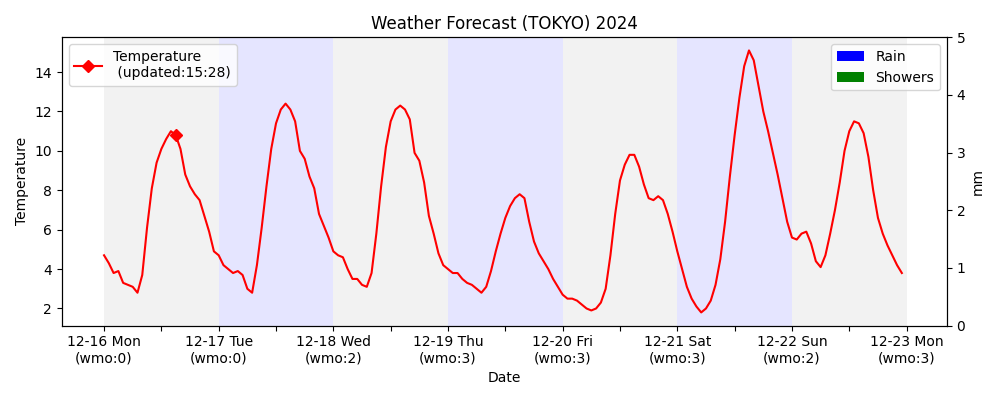 Weather Forecast (TOKYO) 2024
Temperature
(updated:15:28)
Rain
Showers
14
12
10
8
6
4
2
Temperature
5
4
3
2
1
0
mm
12-16 Mon
(wmo:0)
12-17 Tue
(wmo:0)
12-18 Wed
(wmo:2)
12-19 Thu
(wmo:3)
12-20 Fri
(wmo:3)
12-21 Sat
(wmo:3)
12-22 Sun
(wmo:2)
12-23 Mon
(wmo:3)
Date